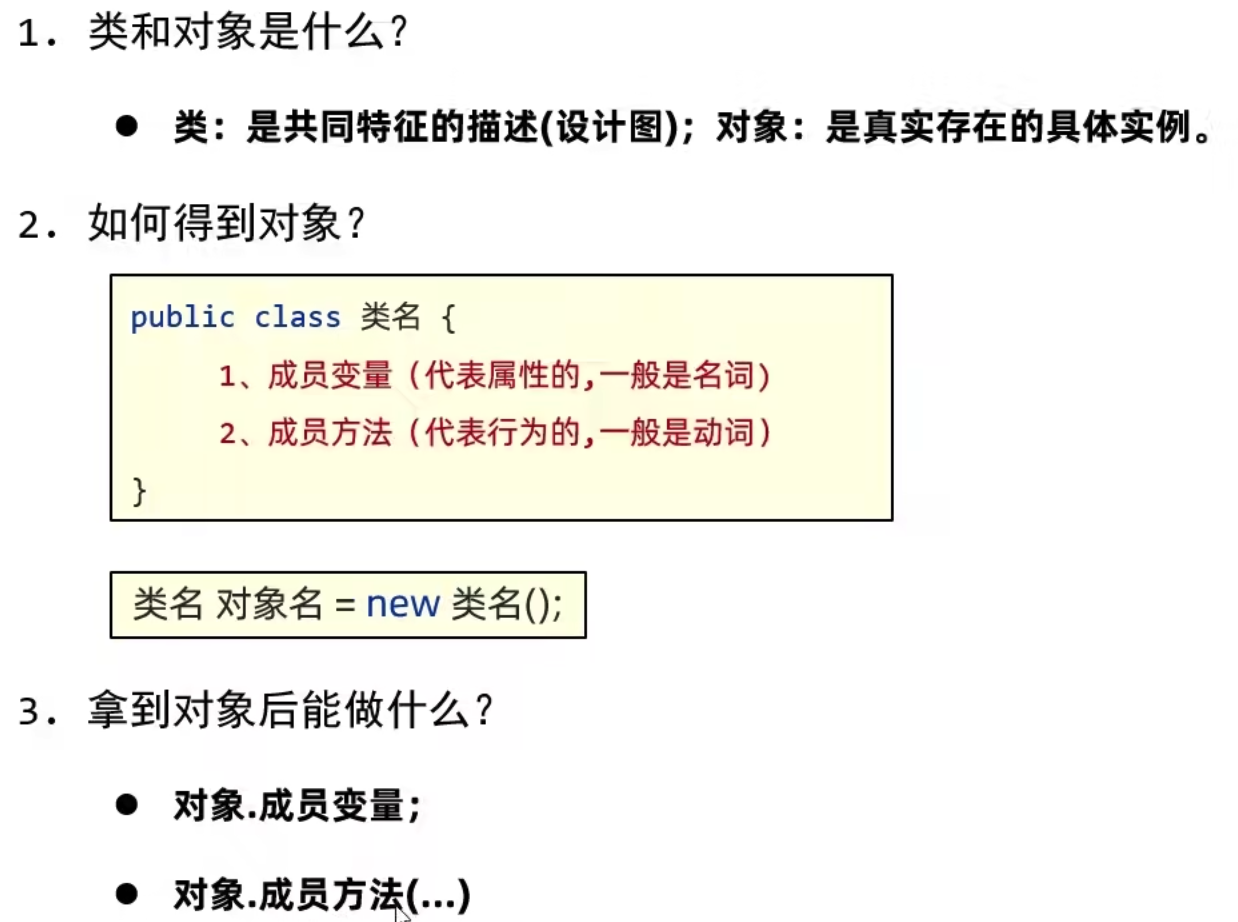 1. 类和对象是什么？
● 类：是共同特征的描述(设计图)；对象：是真实存在的具体实例。
2. 如何得到对象？
public class 类名 {
1、成员变量（代表属性的,一般是名词)
2、成员方法（代表行为的,一般是动词)
}
类名 对象名 = new 类名();
3. 拿到对象后能做什么？
● 对象.成员变量；
● 对象.成员方法(...)